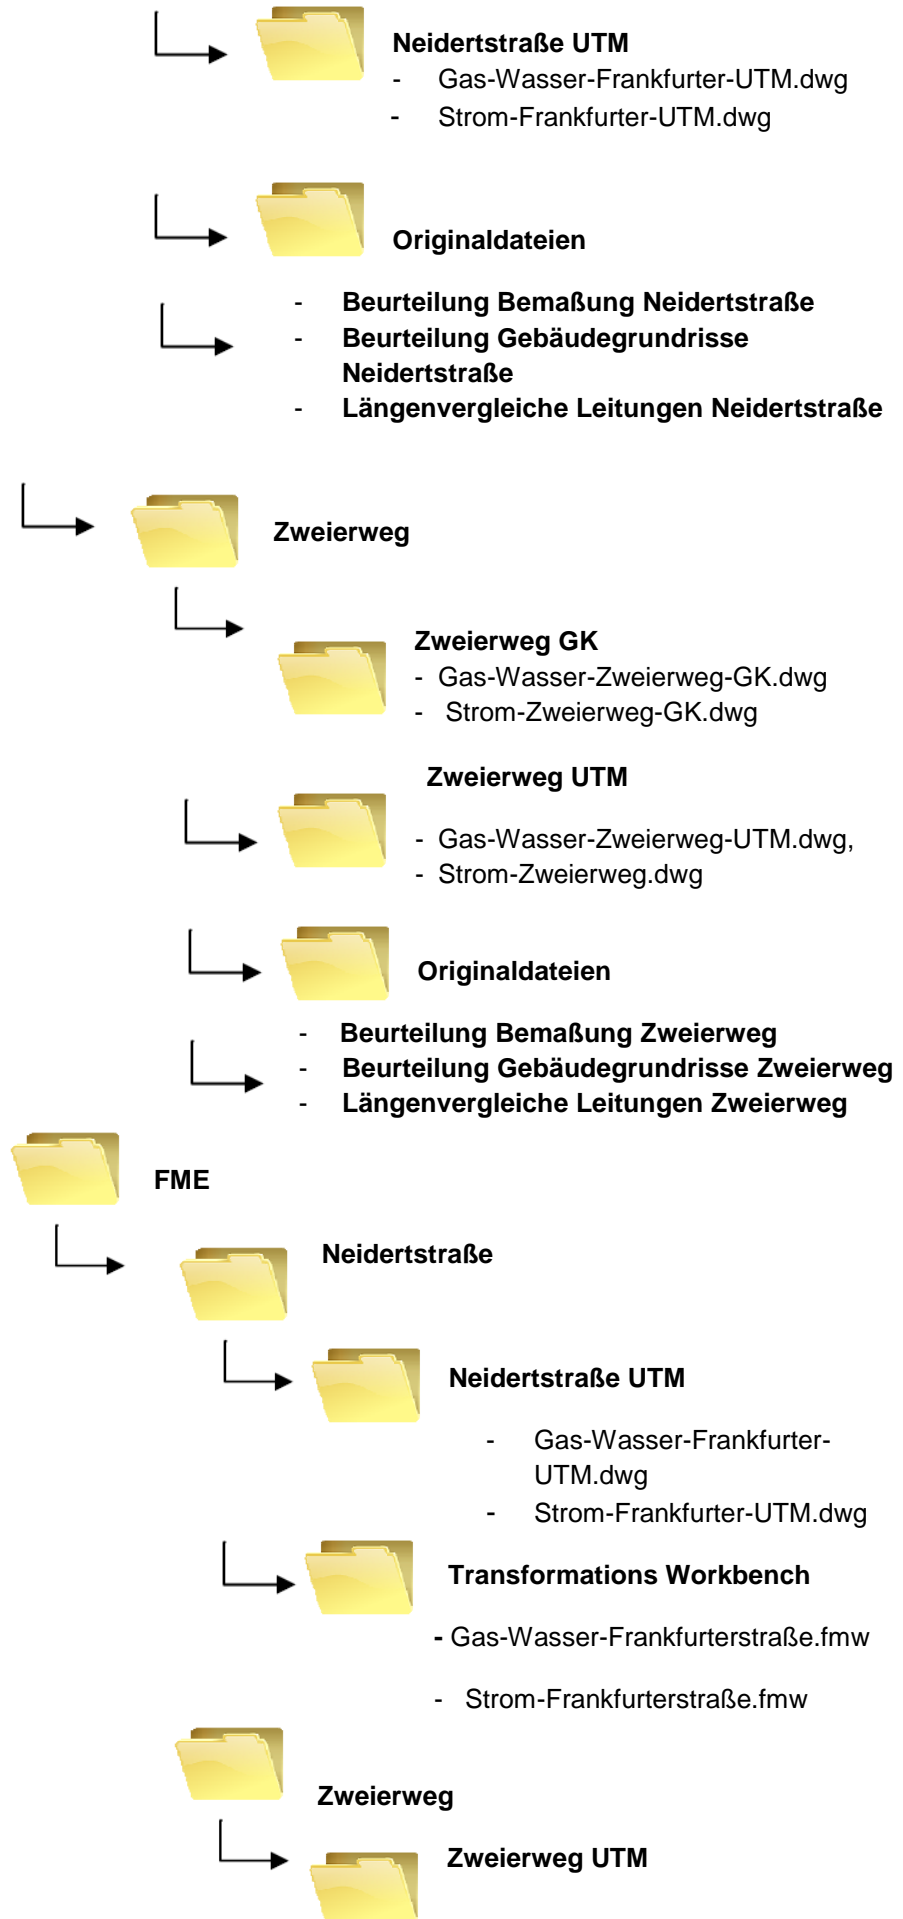 Neidertstraße UTM
- Gas-Wasser-Frankfurter-UTM.dwg
- Strom-Frankfurter-UTM.dwg
Originaldateien
- Beurteilung Bemaßung Neidertstraße
- Beurteilung Gebäudegrundrisse
Neidertstraße
- Längenvergleiche Leitungen Neidertstraße
Zweierweg
Zweierweg GK
- Gas-Wasser-Zweierweg-GK.dwg
- Strom-Zweierweg-GK.dwg
Zweierweg UTM
- Gas-Wasser-Zweierweg-UTM.dwg,
- Strom-Zweierweg.dwg
Originaldateien
- Beurteilung Bemaßung Zweierweg
- Beurteilung Gebäudegrundrisse Zweierweg
- Längenvergleiche Leitungen Zweierweg
FME
Neidertstraße
Neidertstraße UTM
- Gas-Wasser-Frankfurter-
UTM.dwg
- Strom-Frankfurter-UTM.dwg
Transformations Workbench
- Gas-Wasser-Frankfurterstraße.fmw
- Strom-Frankfurterstraße.fmw
Zweierweg
Zweierweg UTM